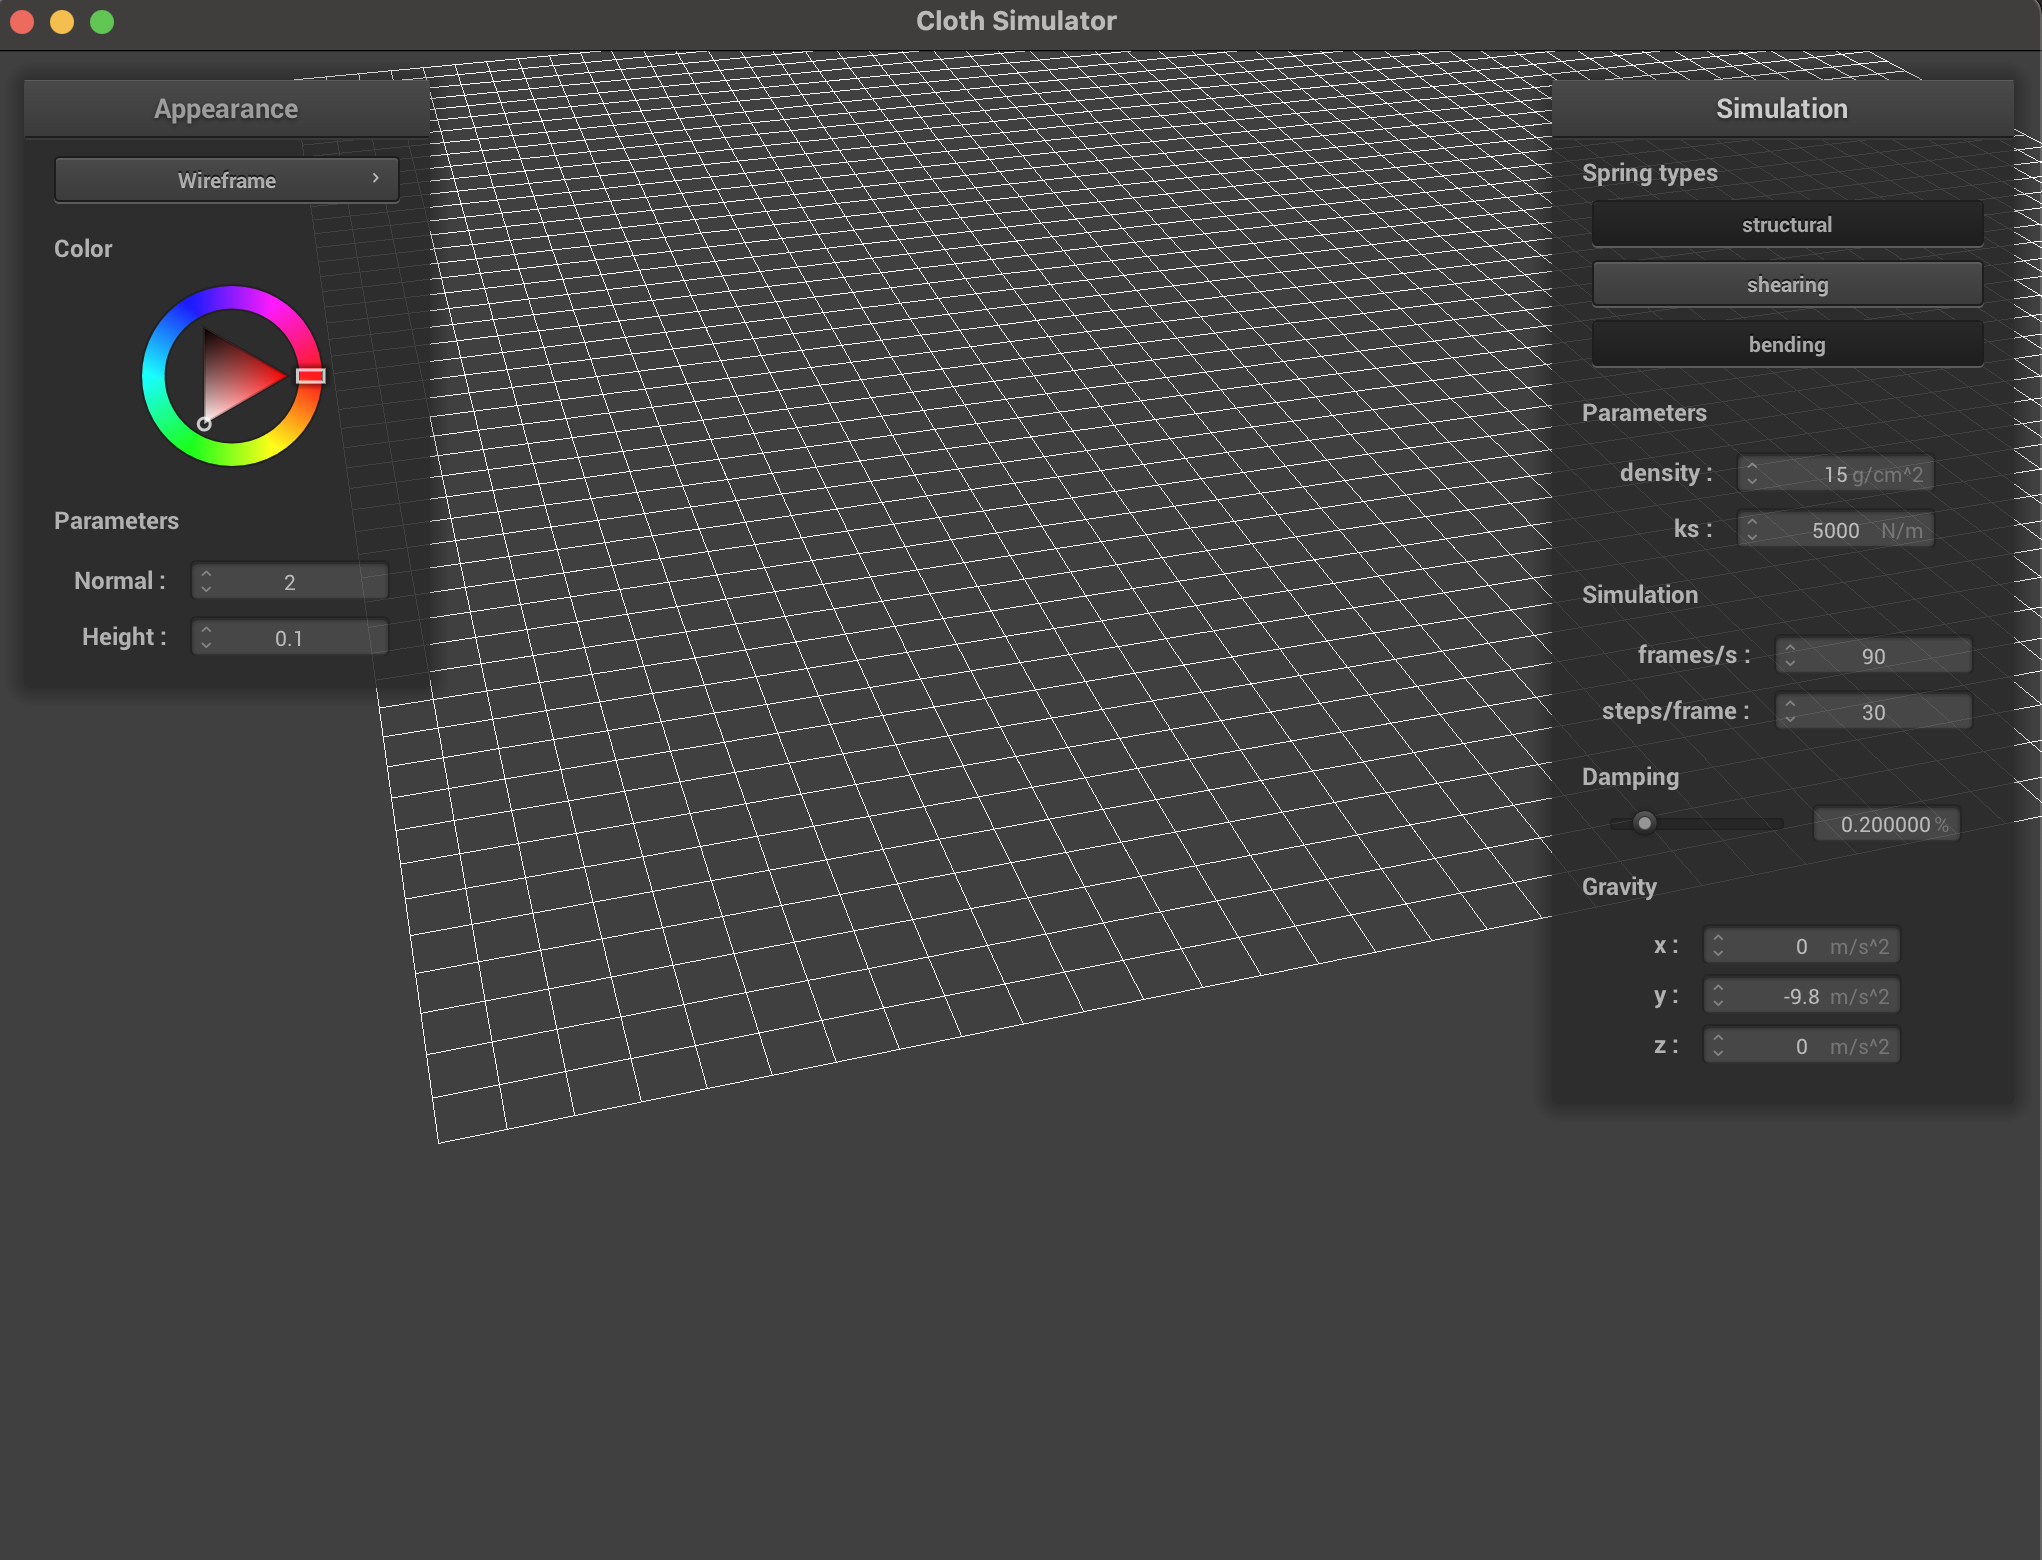 Cloth Simulator
Appearance
Wireframe
Color
Parameters
Normal : 2
Height : 0.1
Simulation
Spring types
structural
shearing
bending
Parameters
density : 15 g/cm^2
ks : 5000 N/m
Simulation
frames/s : 90
steps/frame : 30
Damping
0.200000 %
Gravity
x : 0 m/s^2
y : -9.8 m/s^2
z : 0 m/s^2